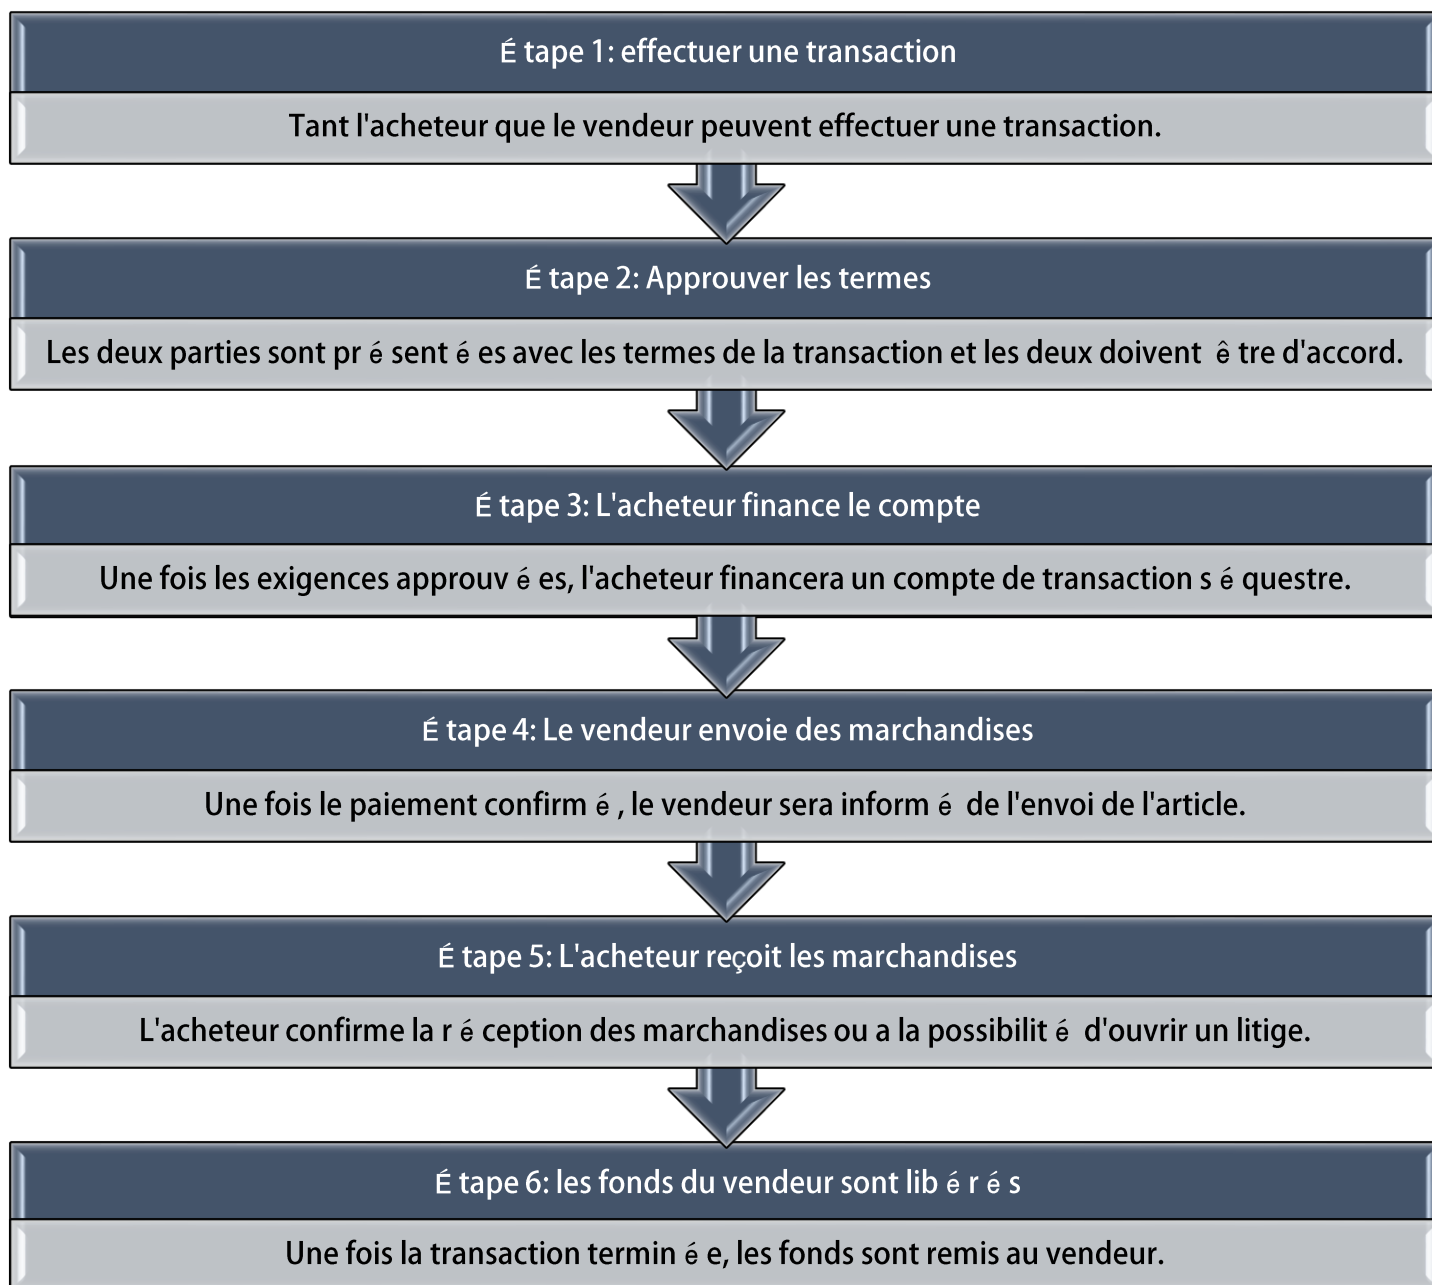 É tape 1: effectuer une transaction
Tant l'acheteur que le vendeur peuvent effectuer une transaction.
É tape 2: Approuver les termes
Les deux parties sont pr é sent é es avec les termes de la transaction et les deux doivent ê tre d'accord.
É tape 3: L'acheteur finance le compte
Une fois les exigences approuv é es, l'acheteur financera un compte de transaction s é questre.
É tape 4: Le vendeur envoie des marchandises
Une fois le paiement confirm é , le vendeur sera inform é de l'envoi de l'article.
É tape 5: L'acheteur reçoit les marchandises
L'acheteur confirme la r é ception des marchandises ou a la possibilit é d'ouvrir un litige.
É tape 6: les fonds du vendeur sont lib é r é s
Une fois la transaction termin é e, les fonds sont remis au vendeur.